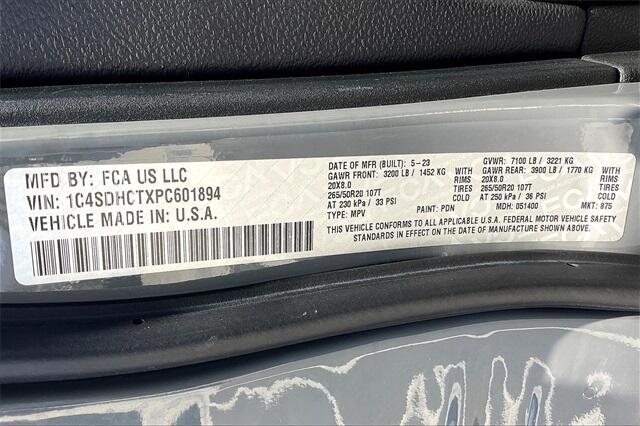 MFD BY: FCA US LLC
VIN: 1C4SDHCTXPC601894
VEHICLE MADE IN: U.S.A.
DATE OF MFR (BUILT): 5-23
GAWR FRONT: 3200 LB / 1452 KG WITH
20X8.0 RIMS
265/50R20 107T TIRES
AT 230 kPa / 33 PSI COLD
TYPE: MPV
PAINT: PDN
GVWR: 7100 LB / 3221 KG
GAWR REAR: 3900 LB / 1770 KG WITH
20X8.0 RIMS
265/50R20 107T TIRES
AT 250 kPa / 36 PSI COLD
MDH: 051400 MKT: 875
THIS VEHICLE CONFORMS TO ALL APPLICABLE U.S.A. FEDERAL MOTOR VEHICLE SAFETY
STANDARDS IN EFFECT ON THE DATE OF MANUFACTURE SHOWN ABOVE.